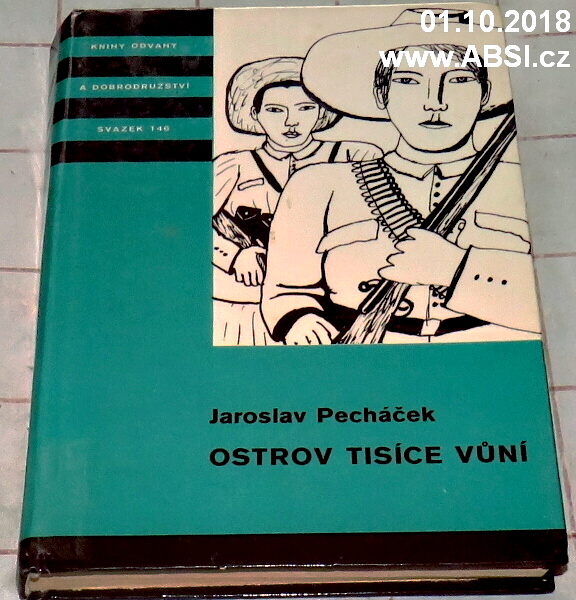 01.10.2018
www.ABSI.cz
KNIHY ODVAHY
A DOBRODRUŽSTVÍ
SVAZEK 146
Jaroslav Pecháček
OSTROV TISÍCE VŮNÍ